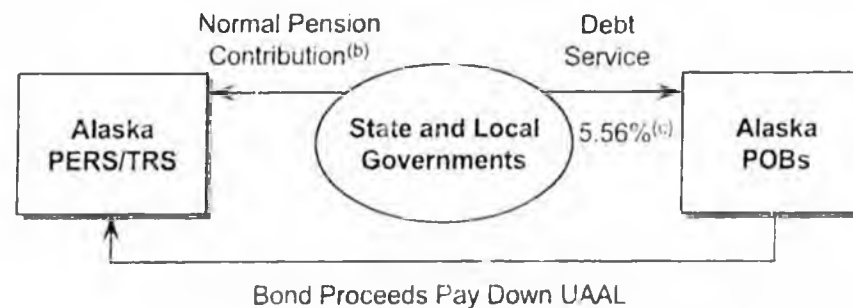 Normal Pension
Contribution(b)
Debt
Service
Alaska
PERS/TRS
State and Local
Governments
5.56%(c)
Alaska
POBs
Bond Proceeds Pay Down UAAL